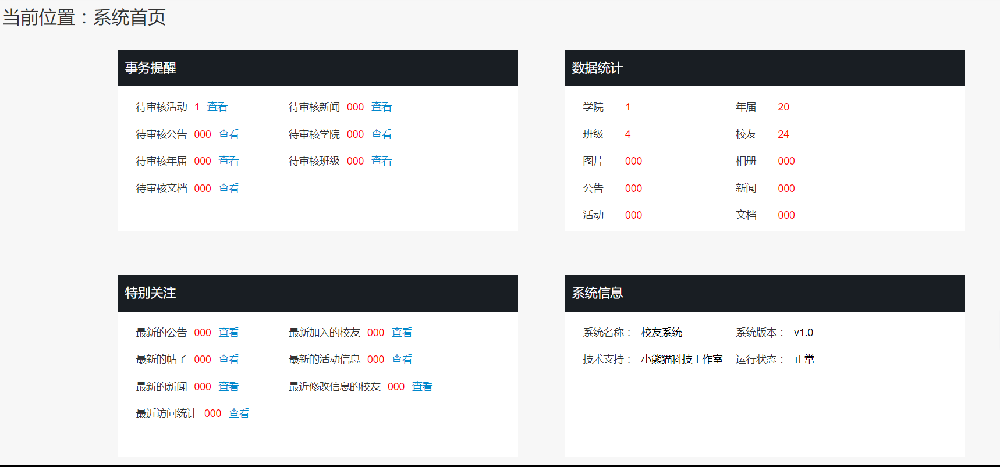 当前位置：系统首页
事务提醒
待审核活动 1 查看 待审核新闻 000 查看
待审核公告 000 查看 待审核学院 000 查看
待审核年届 000 查看 待审核班级 000 查看
待审核文档 000 查看
数据统计
学院 1 年届 20
班级 4 校友 24
图片 000 相册 000
公告 000 新闻 000
活动 000 文档 000
特别关注
最新的公告 000 查看 最新加入的校友 000 查看
最新的帖子 000 查看 最新的活动信息 000 查看
最新的新闻 000 查看 最近修改信息的校友 000 查看
最近访问统计 000 查看
系统信息
系统名称： 校友系统 系统版本： v1.0
技术支持： 小熊猫科技工作室 运行状态： 正常